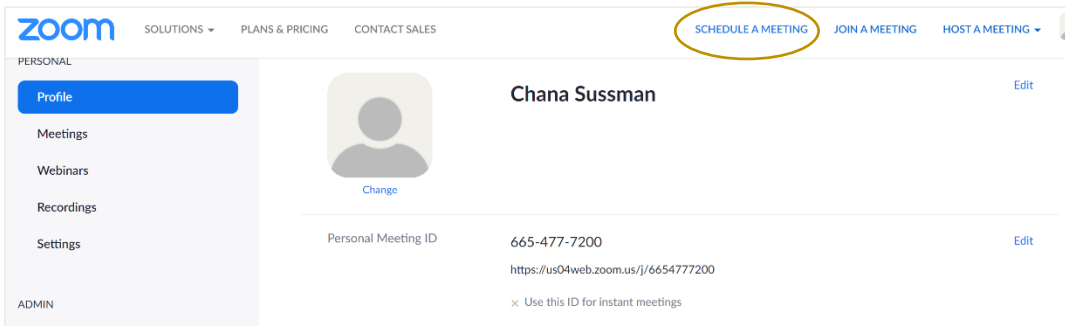 zoom SOLUTIONS PLANS & PRICING CONTACT SALES SCHEDULE A MEETING JOIN A MEETING HOST A MEETING
PERSONAL
Profile
Meetings
Webinars
Recordings
Settings
ADMIN
Change
Chana Sussman Edit
Personal Meeting ID 665-477-7200 Edit
https://us04web.zoom.us/j/6654777200
× Use this ID for instant meetings